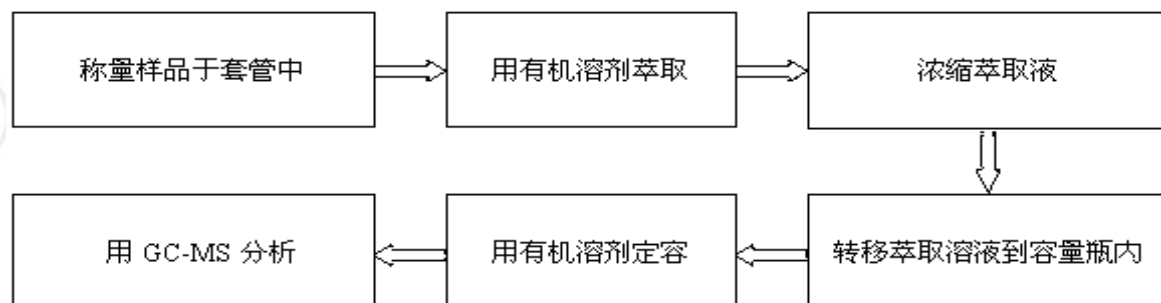 称量样品于套管中
用有机溶剂萃取
浓缩萃取液
转移萃取溶液到容量瓶内
用有机溶剂定容
用 GC-MS 分析